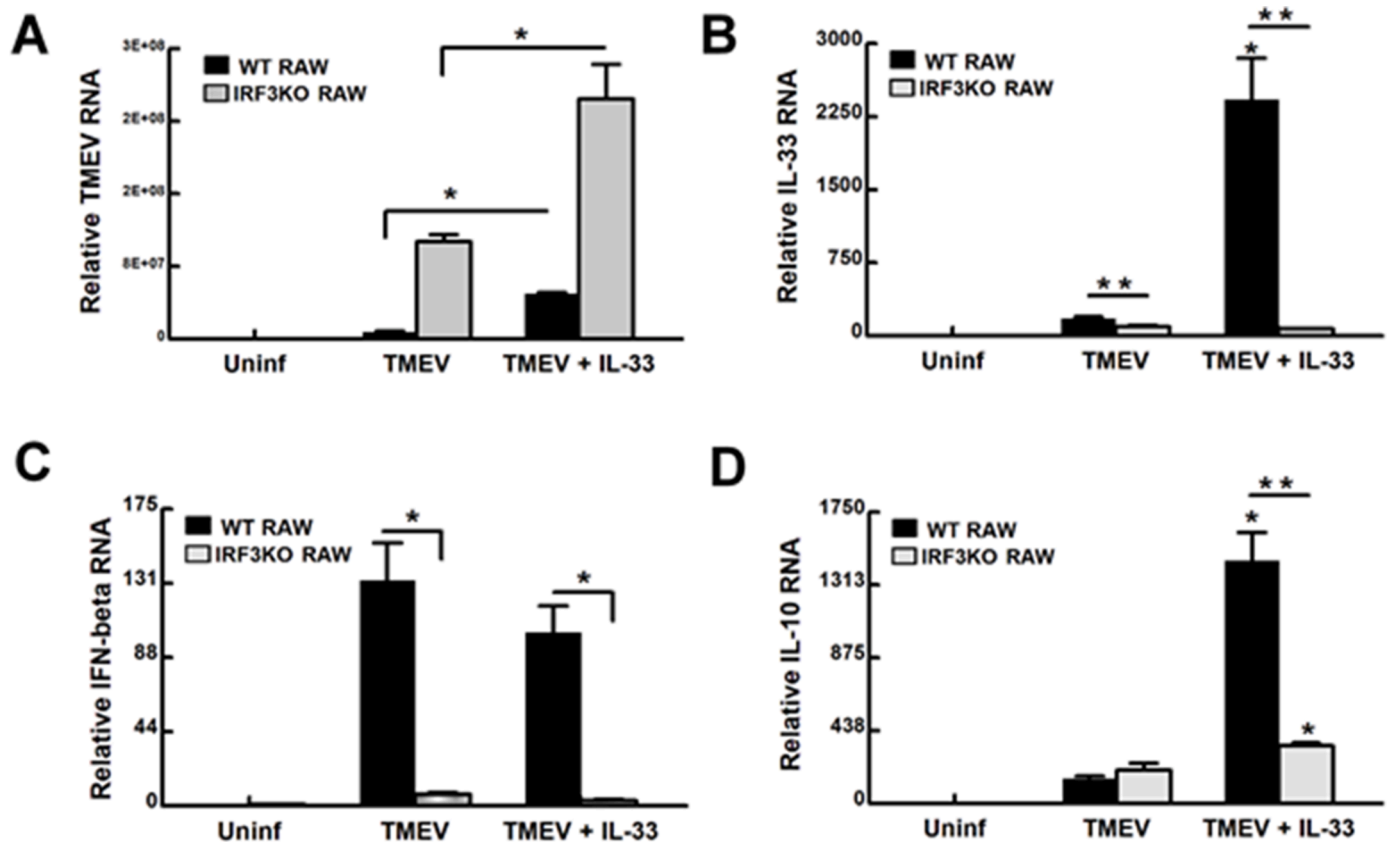 A
Relative TMEV RNA
3E+08
2E+08
2E+08
8E+07
0
WT RAW
IRF3KO RAW
*
*
Uninf
TMEV
TMEV + IL-33
B
Relative IL-33 RNA
3000
2250
1500
750
0
WT RAW
IRF3KO RAW
**
*
**
Uninf
TMEV
TMEV + IL-33
C
Relative IFN-beta RNA
175
131
88
44
0
WT RAW
IRF3KO RAW
*
*
Uninf
TMEV
TMEV + IL-33
D
Relative IL-10 RNA
1750
1313
875
438
0
WT RAW
IRF3KO RAW
**
*
*
Uninf
TMEV
TMEV + IL-33